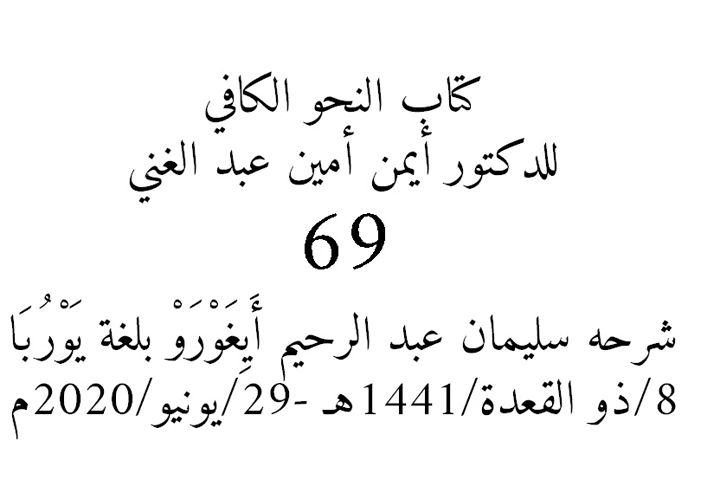 كتاب النحو الكافي
للدكتور أيمن أمين عبد الغني
69
شرحه سليمان عبد الرحيم أَيِغَوْرَوْ بلغة يَوْرُبَا
8/ذو القعدة/1441هـ -29/يونيو/2020م